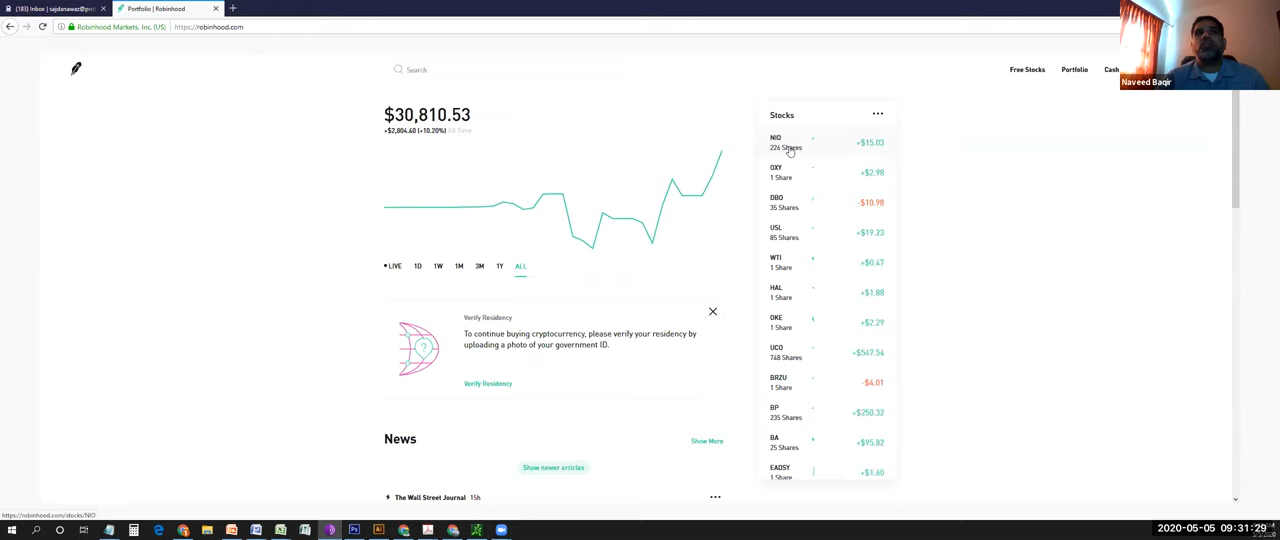 (183) Inbox | sajdanawaz@prot
Portfolio | Robinhood
Robinhood Markets, Inc. (US)
https://robinhood.com
Naveed Baqir
Search
Free Stocks
Portfolio
Cash
$30,810.53
+$2,804.60 (+10.20%) All Time
LIVE 1D 1W 1M 3M 1Y ALL
Verify Residency
To continue buying cryptocurrency, please verify your residency by
uploading a photo of your government ID.
Verify Residency
News
Show More
Show newer articles
The Wall Street Journal 15h
Stocks
NIO
226 Shares
+$15.03
OXY
1 Share
+$2.98
DBO
35 Shares
-$10.98
USL
85 Shares
+$19.23
WTI
1 Share
+$0.47
HAL
1 Share
+$1.88
OKE
1 Share
+$2.29
UCO
748 Shares
+$547.54
BRZU
1 Share
-$4.01
BP
235 Shares
+$250.32
BA
25 Shares
+$95.82
EADSY
1 Share
+$1.60
https://robinhood.com/stocks/NIO
2020-05-05 09:31:29